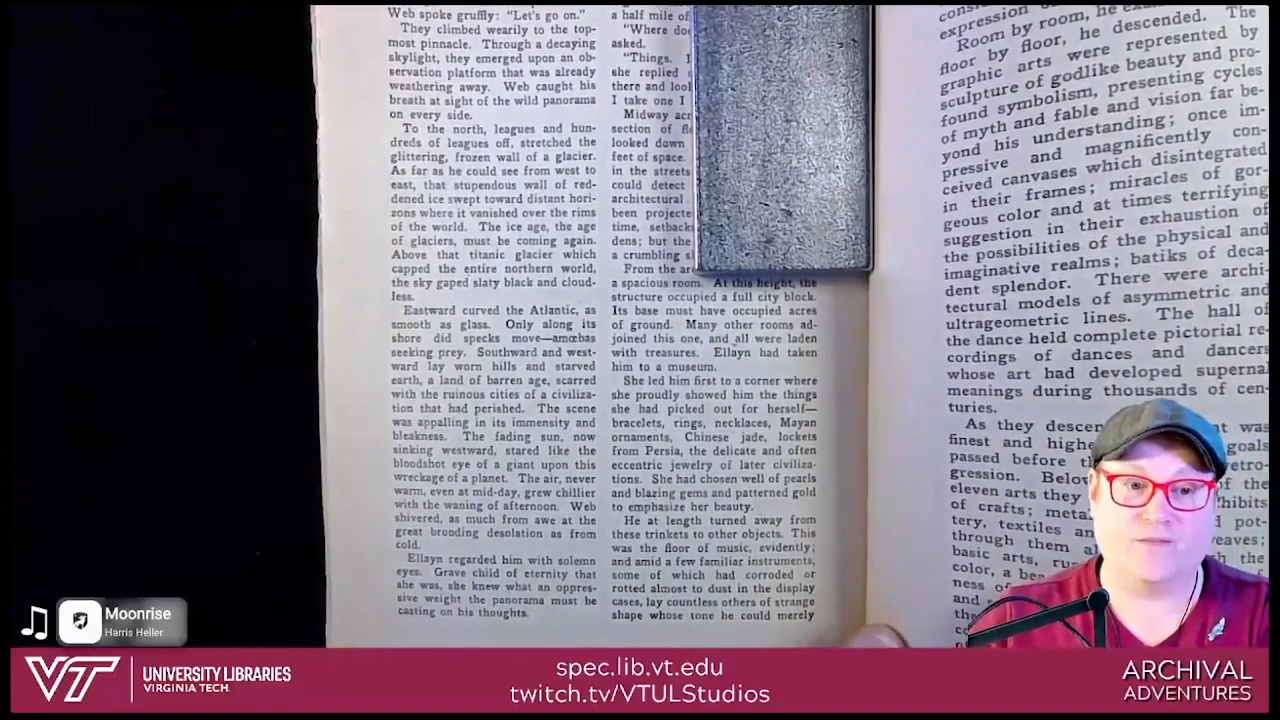 Web spoke gruffly: "Let's go on."
They climbed wearily to the top-
most pinnacle. Through a decaying
skylight, they emerged upon an ob-
servation platform that was already
weathering away. Web caught his
breath at sight of the wild panorama
on every side.
To the north, leagues and hun-
dreds of leagues off, stretched the
glittering, frozen wall of a glacier.
As far as he could see from west to
east, that stupendous wall of red-
dened ice swept toward distant hori-
zons where it vanished over the rims
of the world. The ice age, the age
of glaciers, must be coming again.
Above that titanic glacier which
capped the entire northern world,
the sky gaped slaty black and cloud-
less.
Eastward curved the Atlantic, as
smooth as glass. Only along its
shore did specks move—amœbas
seeking prey. Southward and west-
ward lay worn hills and starved
earth, a land of barren age, scarred
with the ruinous cities of a civiliza-
tion that had perished. The scene
was appalling in its immensity and
bleakness. The fading sun, now
sinking westward, stared like the
bloodshot eye of a giant upon this
wreckage of a planet. The air, never
warm, even at mid-day, grew chillier
with the waning of afternoon. Web
shivered, as much from awe at the
great brooding desolation as from
cold.
Ellayn regarded him with solemn
eyes. Grave child of eternity that
she was, she knew what an oppres-
sive weight the panorama must be
casting on his thoughts.
a half mile of
"Where do
asked.
"Things. I
she replied
there and look
I take one I
Midway acr
section of
looked down
feet of space.
in the streets
could detect
architectural
been projecte
time, setback
dens; but the
a crumbling
From the ar
a spacious room. At this height, the
structure occupied a full city block.
Its base must have occupied acres
of ground. Many other rooms ad-
joined this one, and all were laden
with treasures. Ellayn had taken
him to a museum.
She led him first to a corner where
she proudly showed him the things
she had picked out for herself—
bracelets, rings, necklaces, Mayan
ornaments, Chinese jade, lockets
from Persia, the delicate and often
eccentric jewelry of later civiliza-
tions. She had chosen well of pearls
and blazing gems and patterned gold
to emphasize her beauty.
He at length turned away from
these trinkets to other objects. This
was the floor of music, evidently;
and amid a few familiar instruments,
some of which had corroded or
rotted almost to dust in the display
cases, lay countless others of strange
shape whose tone he could merely
expression
Room by room, he
floor by floor, he descended. The
graphic arts were represented by
sculpture of godlike beauty and pro-
found symbolism, presenting cycles
of myth and fable and vision far be-
yond his understanding; once im-
pressive and magnificently con-
ceived canvases which disintegrated
in their frames; miracles of gor-
geous color and at times terrifying
suggestion in their exhaustion of
the possibilities of the physical and
imaginative realms; batiks of deca-
dent splendor. There were archi-
tectural models of asymmetric and
ultrageometric lines. The hall of
the dance held complete pictorial re-
cordings of dances and dancers
whose art had developed supernal
meanings during thousands of cen-
turies.
As they descen was
finest and highe goals
passed before retro-
gression. Below of the
eleven arts they hibits
of crafts; meta pot-
tery, textiles an eaves;
through them the
basic arts,
color, a
ness of
and
the
Moonrise
Harris Heller
VT UNIVERSITY LIBRARIES
VIRGINIA TECH.
spec.lib.vt.edu
twitch.tv/VTULStudios
ARCHIVAL
ADVENTURES